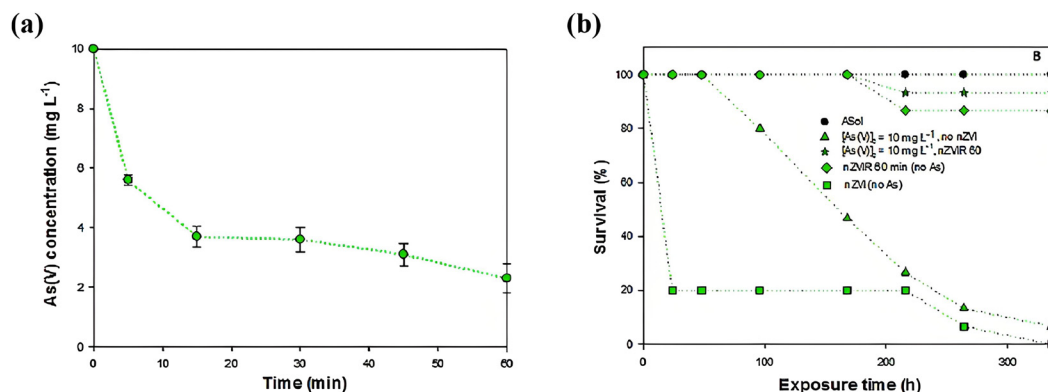 (a)
10
8
6
4
2
0
As(V) concentration (mg L⁻¹)
0 10 20 30 40 50 60
Time (min)
(b)
B
100
80
60
40
20
0
Survival (%)
ASol
[As(V)]₀ = 10 mg L⁻¹, no nZVI
[As(V)]₀ = 10 mg L⁻¹, nZVIR 60
nZVIR 60 min (no As)
nZVI (no As)
0 100 200 300
Exposure time (h)